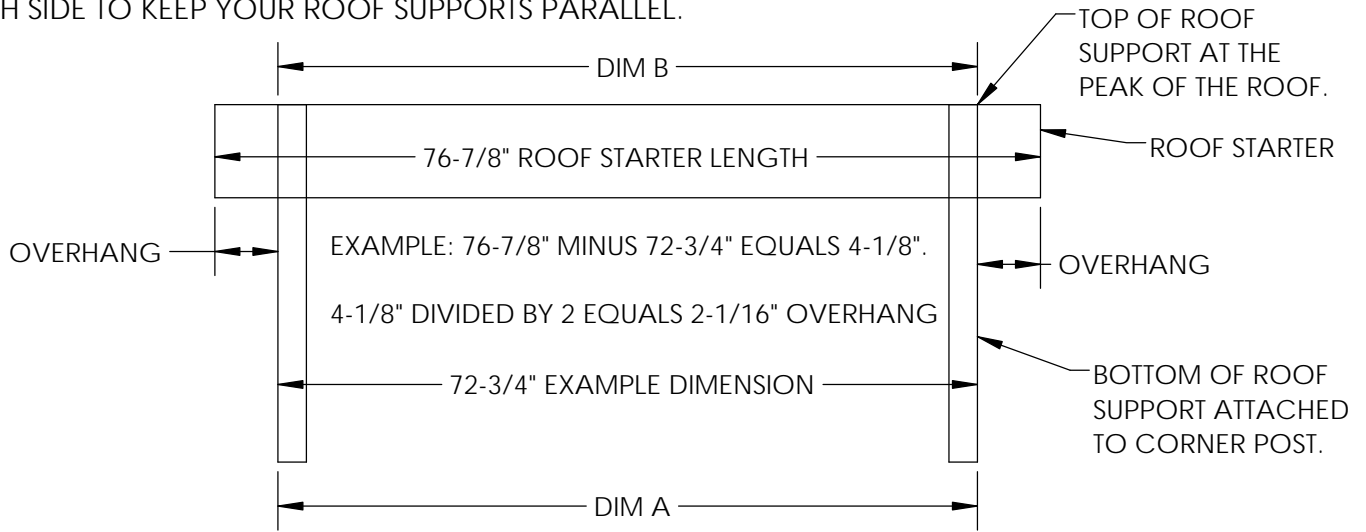 H SIDE TO KEEP YOUR ROOF SUPPORTS PARALLEL.
TOP OF ROOF
SUPPORT AT THE
PEAK OF THE ROOF.
DIM B
76-7/8" ROOF STARTER LENGTH
ROOF STARTER
OVERHANG
EXAMPLE: 76-7/8" MINUS 72-3/4" EQUALS 4-1/8".
OVERHANG
4-1/8" DIVIDED BY 2 EQUALS 2-1/16" OVERHANG
72-3/4" EXAMPLE DIMENSION
BOTTOM OF ROOF
SUPPORT ATTACHED
TO CORNER POST.
DIM A